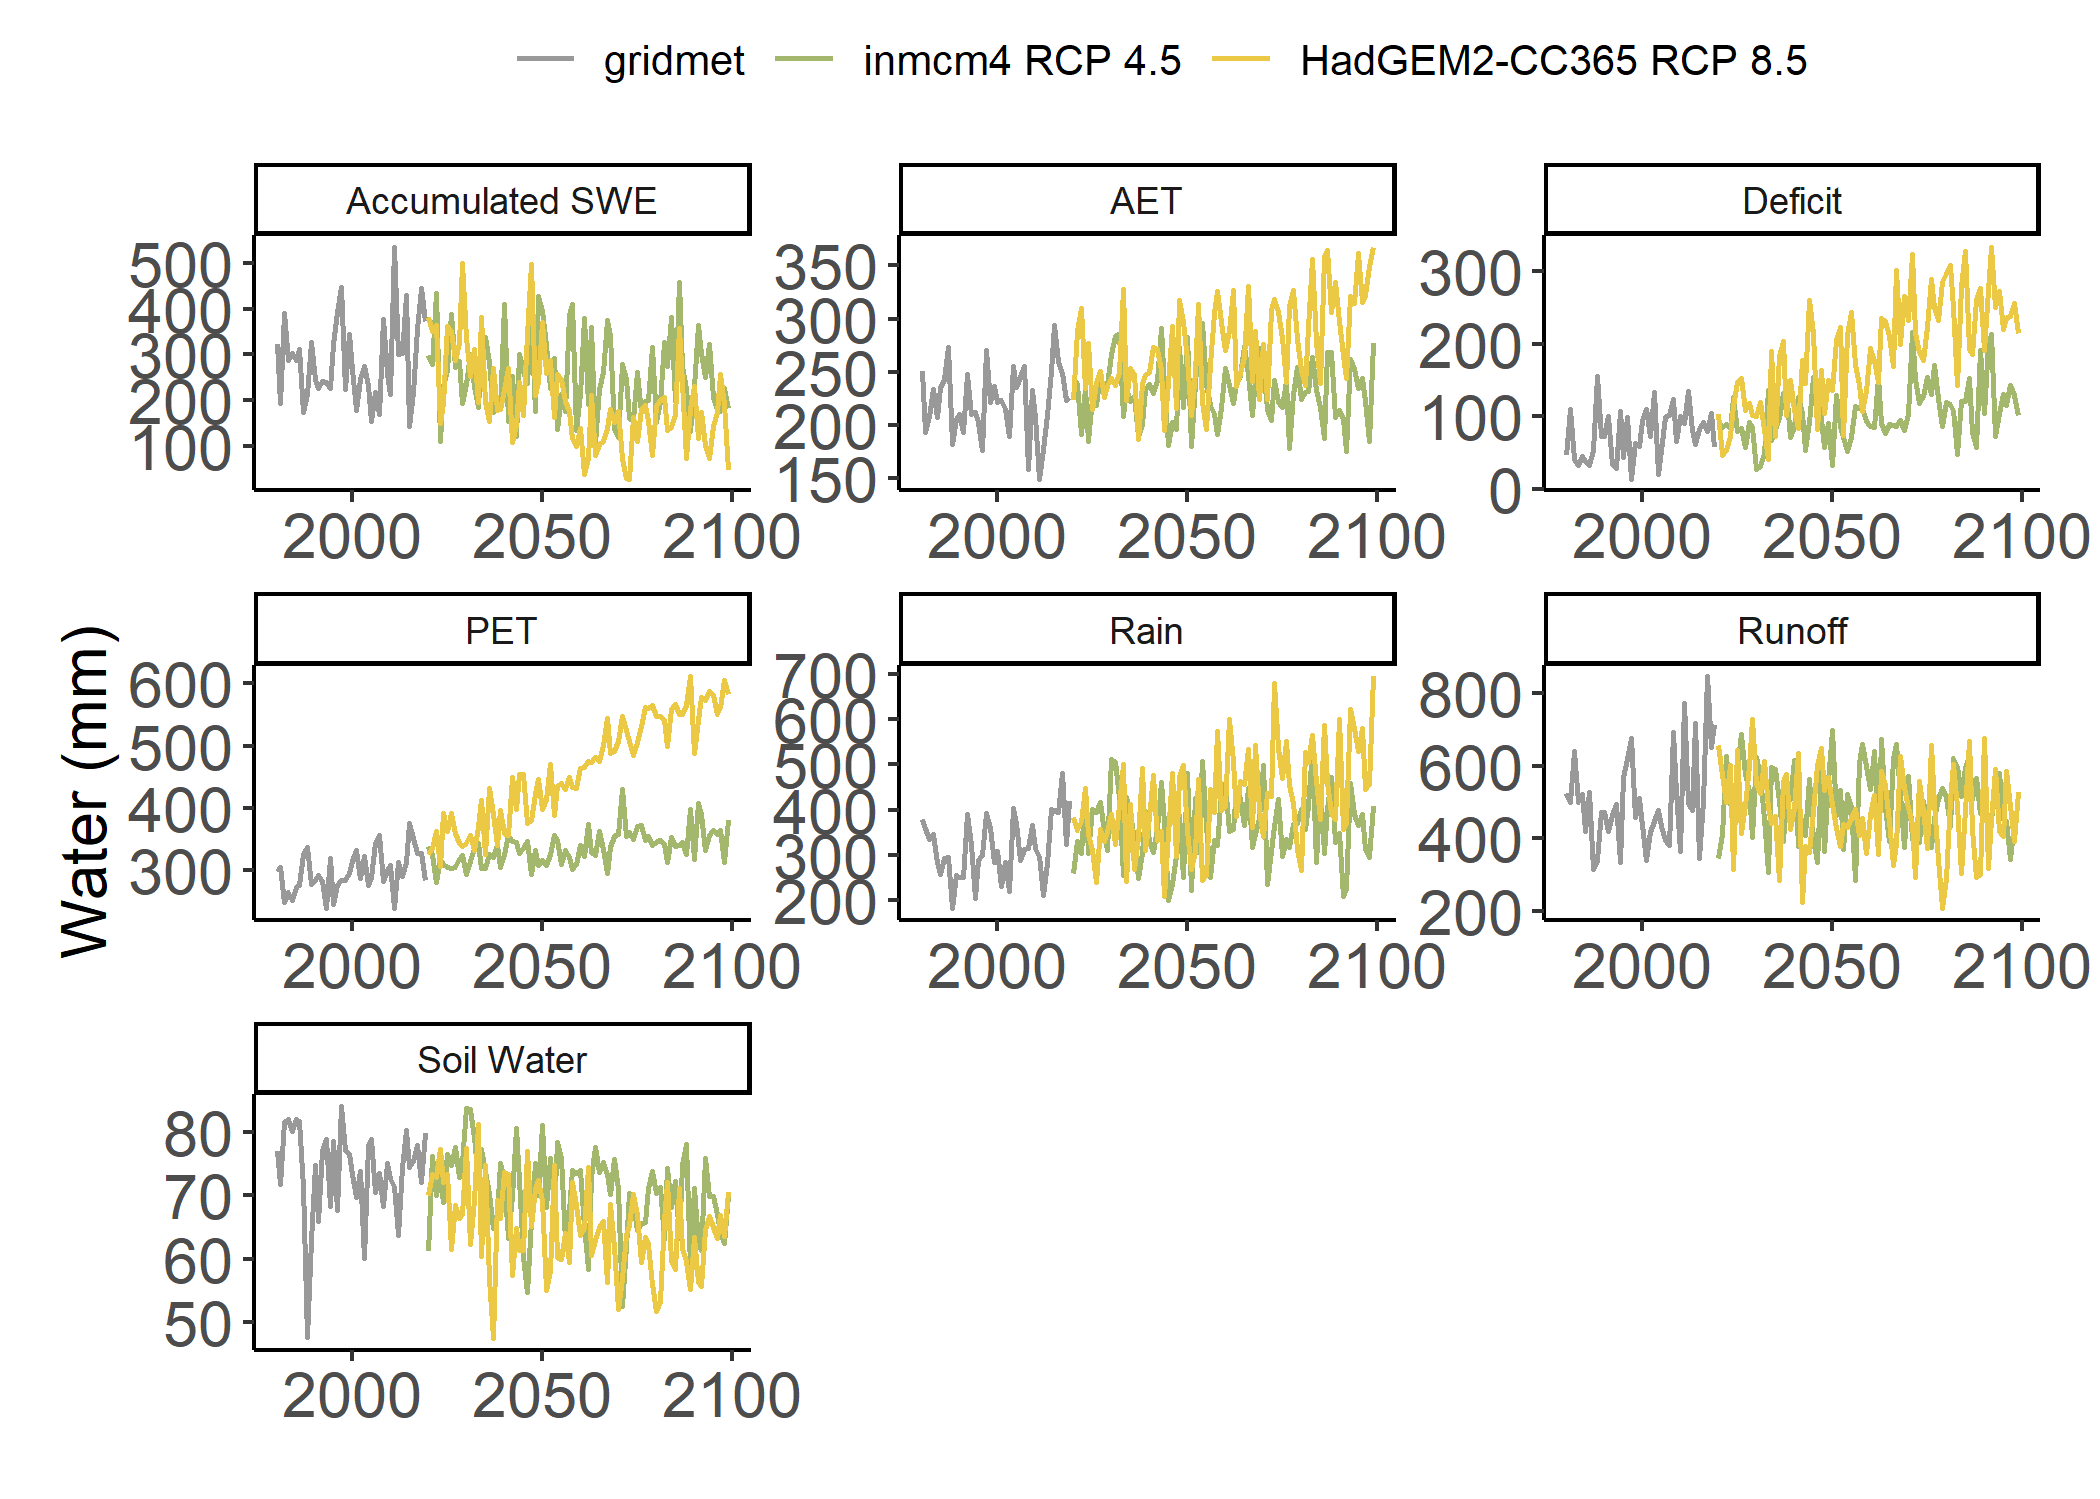 gridmet inmcm4 RCP 4.5 HadGEM2-CC365 RCP 8.5
Accumulated SWE AET Deficit
500 350 300
400 300 200
300 250 100
200 200 0
100 150
2000 2050 2100 2000 2050 2100 2000 2050 2100
Water (mm)
PET Rain Runoff
600 700 800
500 600 600
400 500 400
300 400 200
300
200
2000 2050 2100 2000 2050 2100 2000 2050 2100
Soil Water
80
70
60
50
2000 2050 2100